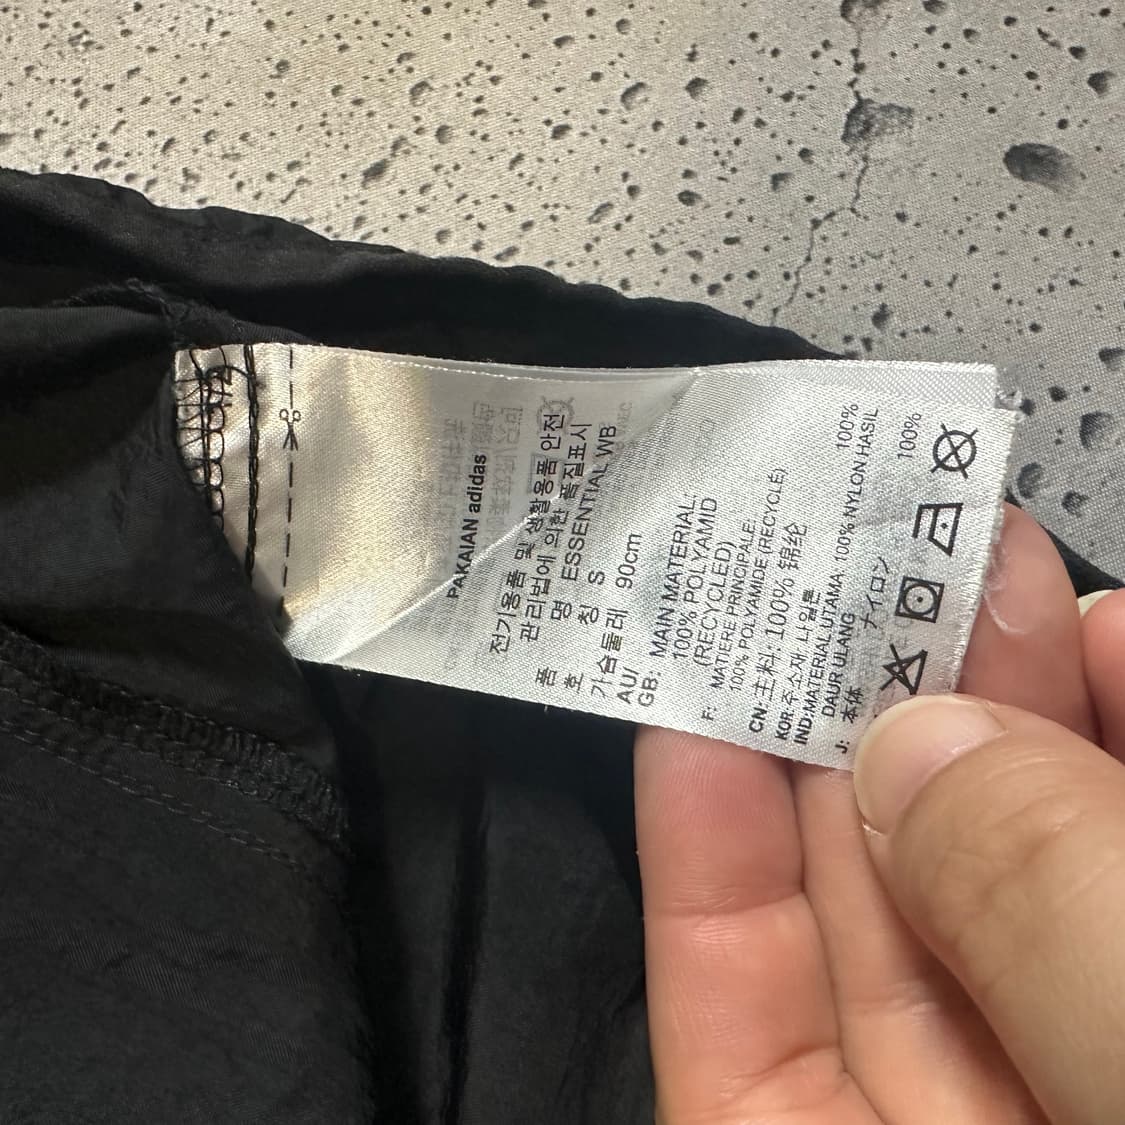 PAKAIAN adidas
전기용품 및 생활용품 안전
관리법에 의한 품질표시
품 명 ESSENTIAL WB
호 칭 S
가슴둘레 90cm
AU/
GB: MAIN MATERIAL:
100% POLYAMID
(RECYCLED)
F: MATIERE PRINCIPALE:
100% POLYAMIDE (RECYCLÉ)
CN: 主料: 100% 锦纶
KOR: 주소재 나일론 100%
IND: MATERIAL UTAMA: 100% NYLON HASIL
DAUR ULANG
J: 本体 ナイロン 100%